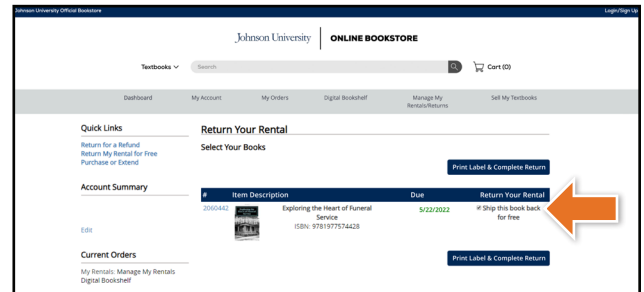 Johnson University Official Bookstore
Login/Sign Up
Johnson University
ONLINE BOOKSTORE
Textbooks
Search
Cart (0)
Dashboard
My Account
My Orders
Digital Bookshelf
Manage My
Rentals/Returns
Sell My Textbooks
Quick Links
Return for a Refund
Return My Rental for Free
Purchase or Extend
Account Summary
Edit
Current Orders
My Rentals: Manage My Rentals
Digital Bookshelf
Return Your Rental
Select Your Books
Print Label & Complete Return
# Item Description Due Return Your Rental
2060442 Exploring the Heart of Funeral
Service
ISBN: 9781977574428
5/22/2022
Ship this book back
for free
Print Label & Complete Return